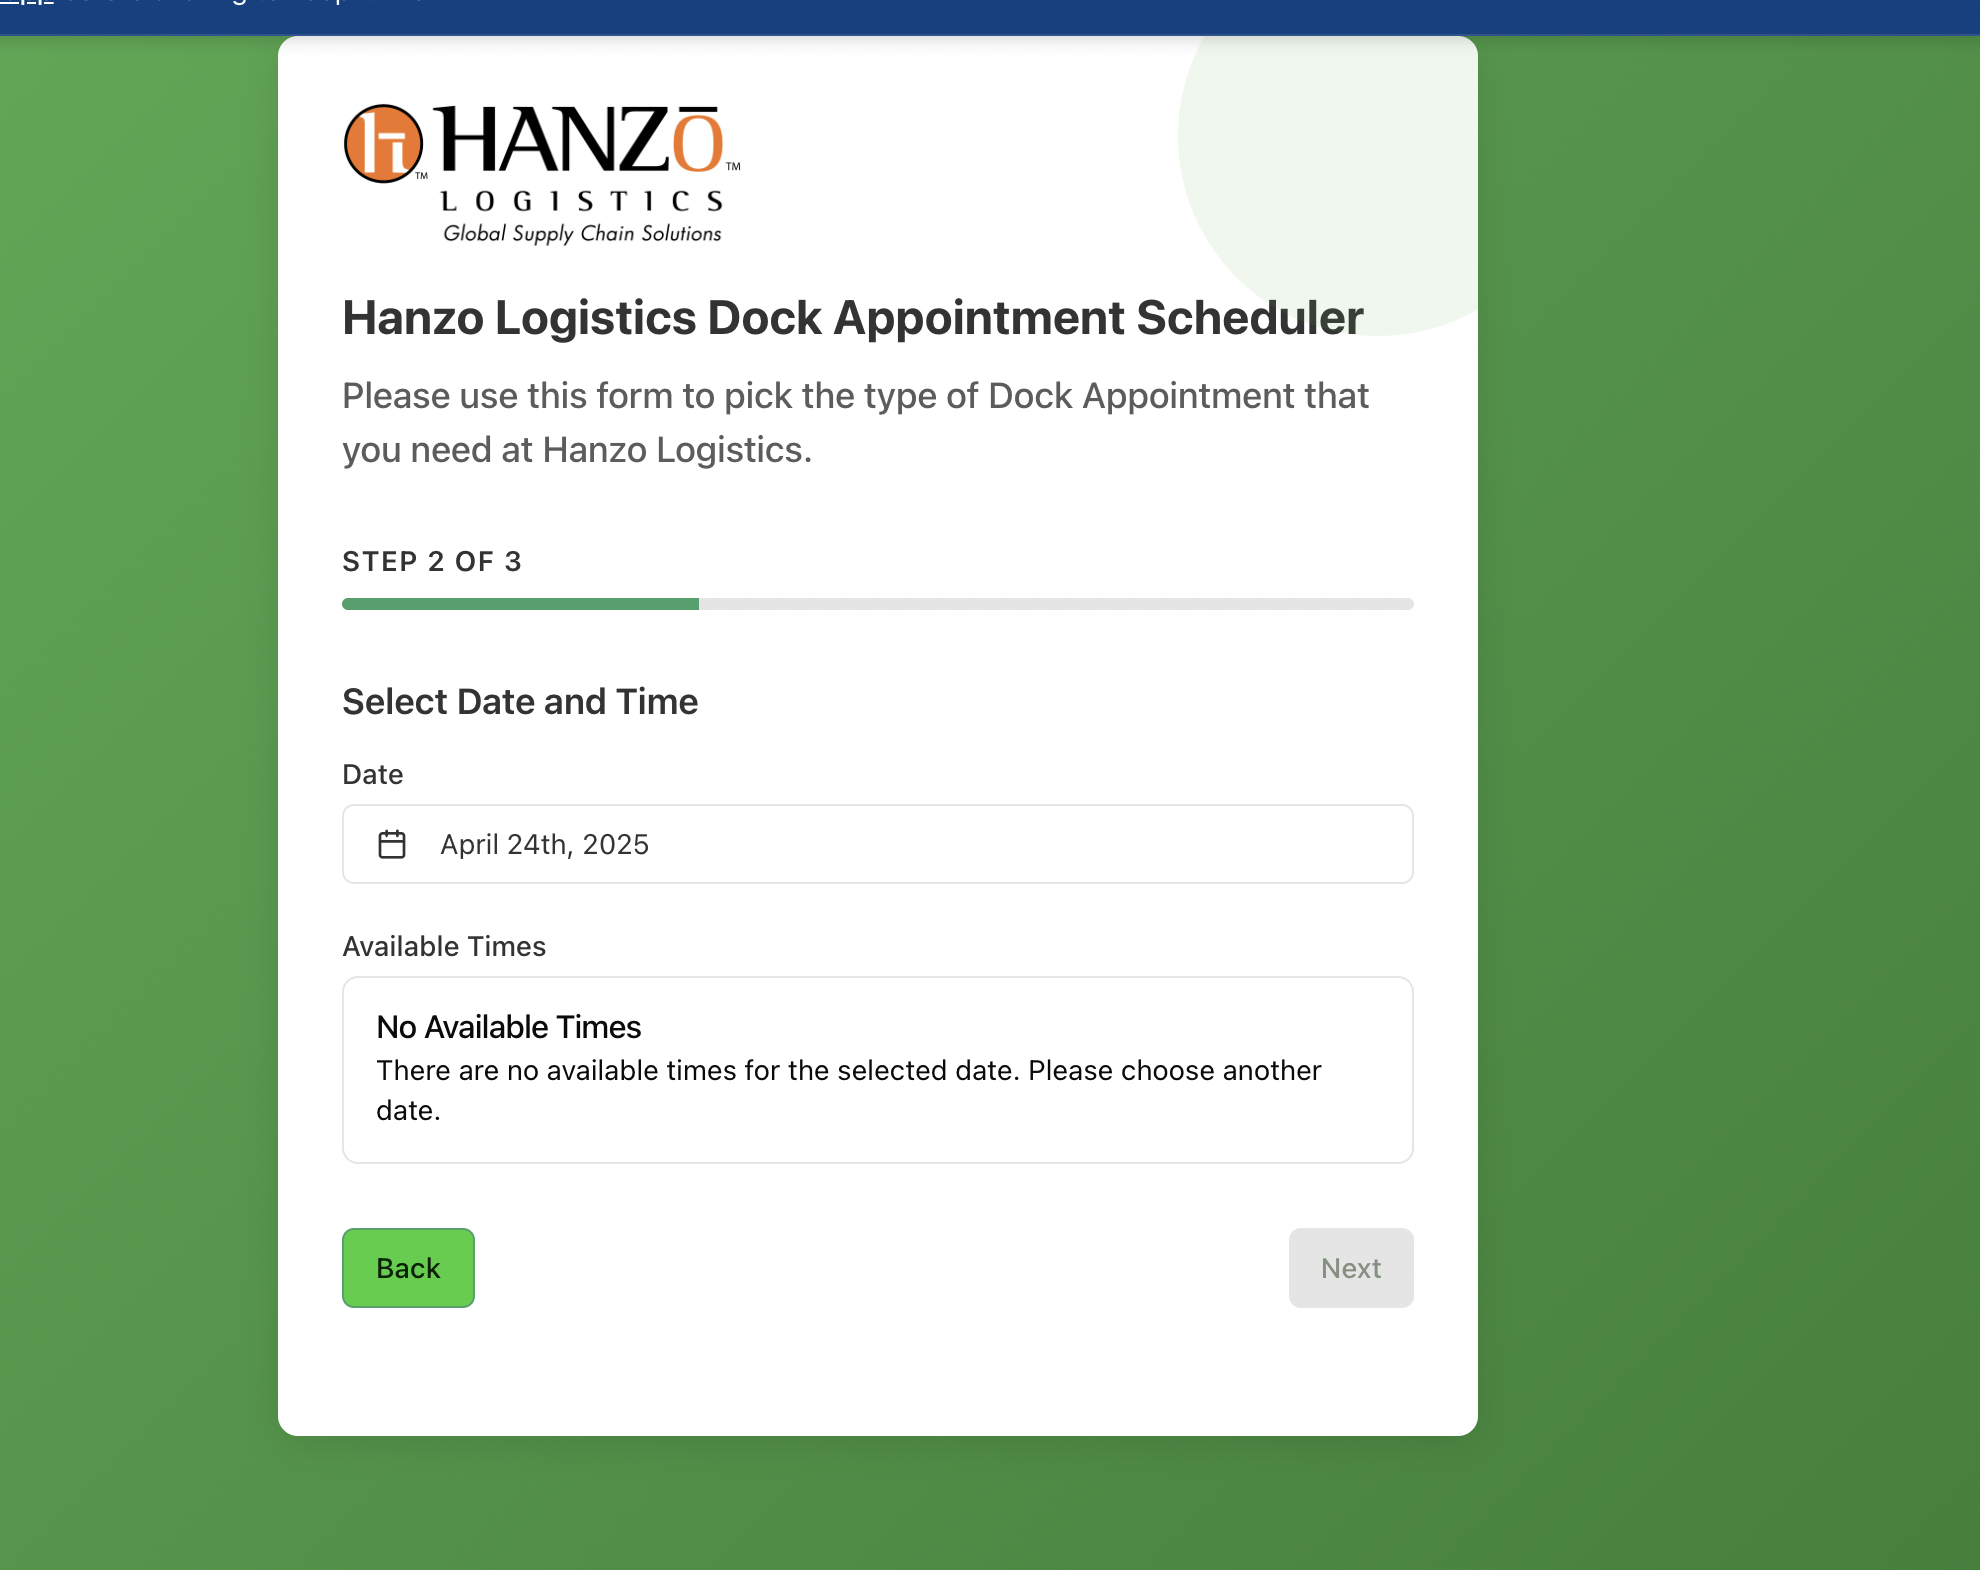 HANZŌ™
LOGISTICS
Global Supply Chain Solutions
Hanzo Logistics Dock Appointment Scheduler
Please use this form to pick the type of Dock Appointment that
you need at Hanzo Logistics.
STEP 2 OF 3
Select Date and Time
Date
April 24th, 2025
Available Times
No Available Times
There are no available times for the selected date. Please choose another
date.
Back
Next